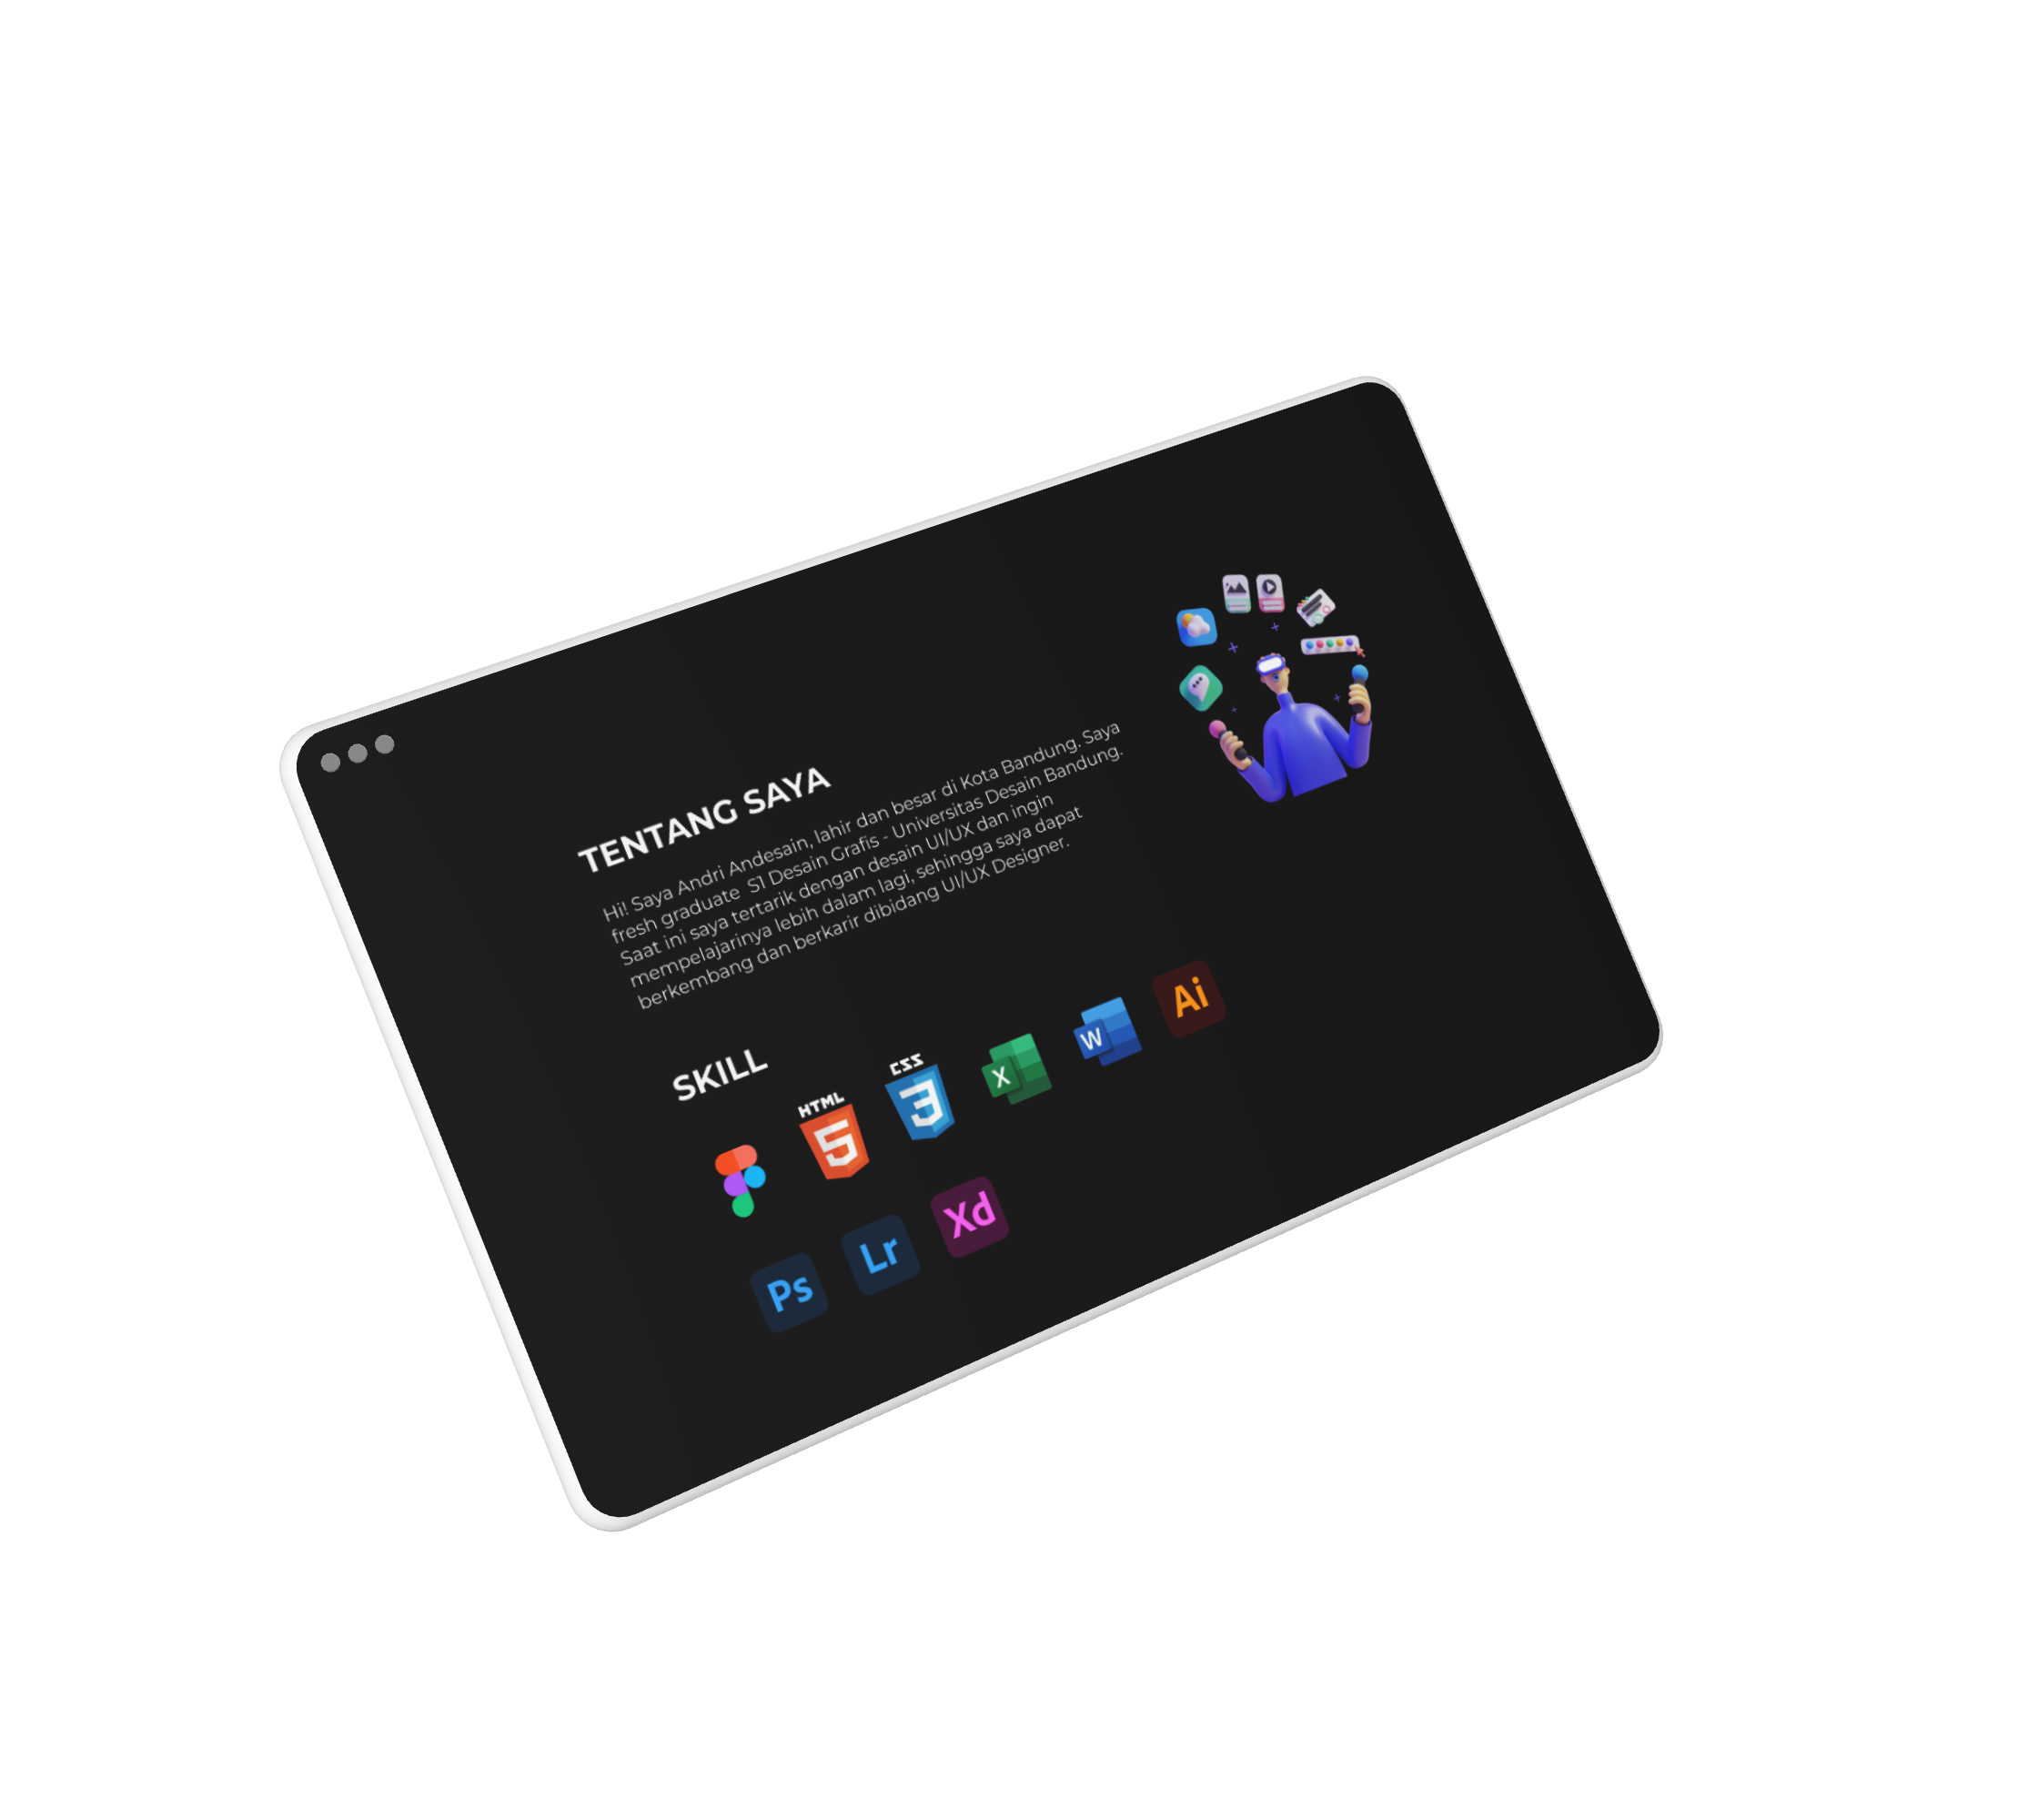 TENTANG SAYA
Hi! Saya Andri Andesain, lahir dan besar di Kota Bandung. Saya
fresh graduate  S1 Desain Grafis - Universitas Desain Bandung.
Saat ini saya tertarik dengan desain UI/UX dan ingin
mempelajarinya lebih dalam lagi, sehingga saya dapat
berkembang dan berkarir dibidang UI/UX Designer.
SKILL
HTML
5
CSS
3
X
W
Ai
Ps
Lr
Xd